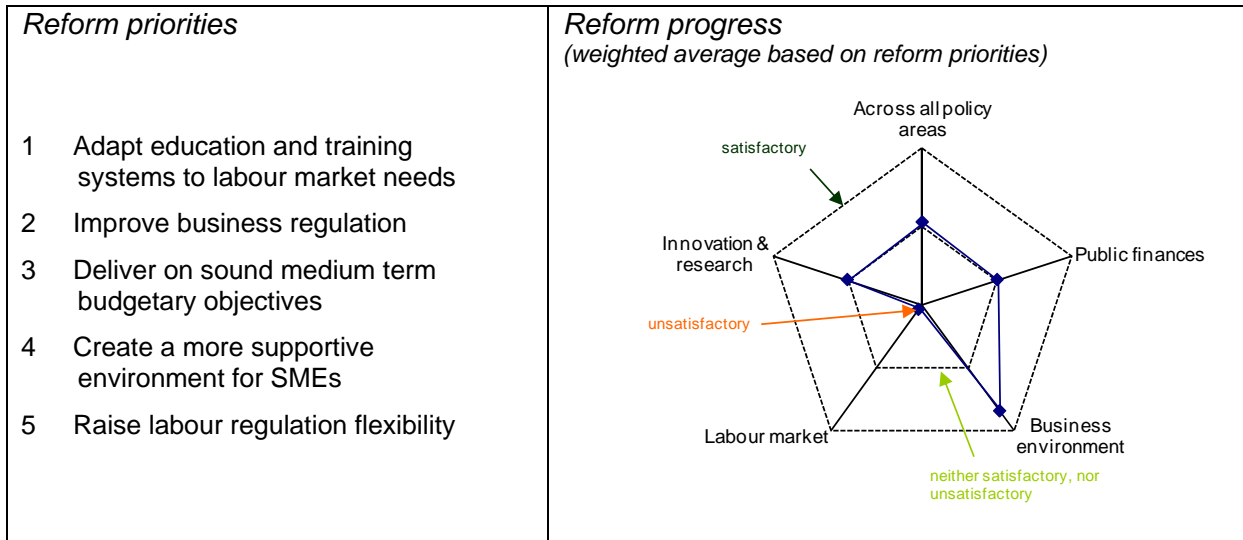 Reform priorities
1 Adapt education and training
systems to labour market needs
2 Improve business regulation
3 Deliver on sound medium term
budgetary objectives
4 Create a more supportive
environment for SMEs
5 Raise labour regulation flexibility
Reform progress
(weighted average based on reform priorities)
Across all policy
areas
satisfactory
Innovation &
research
Public finances
unsatisfactory
Labour market
Business
environment
neither satisfactory, nor
unsatisfactory